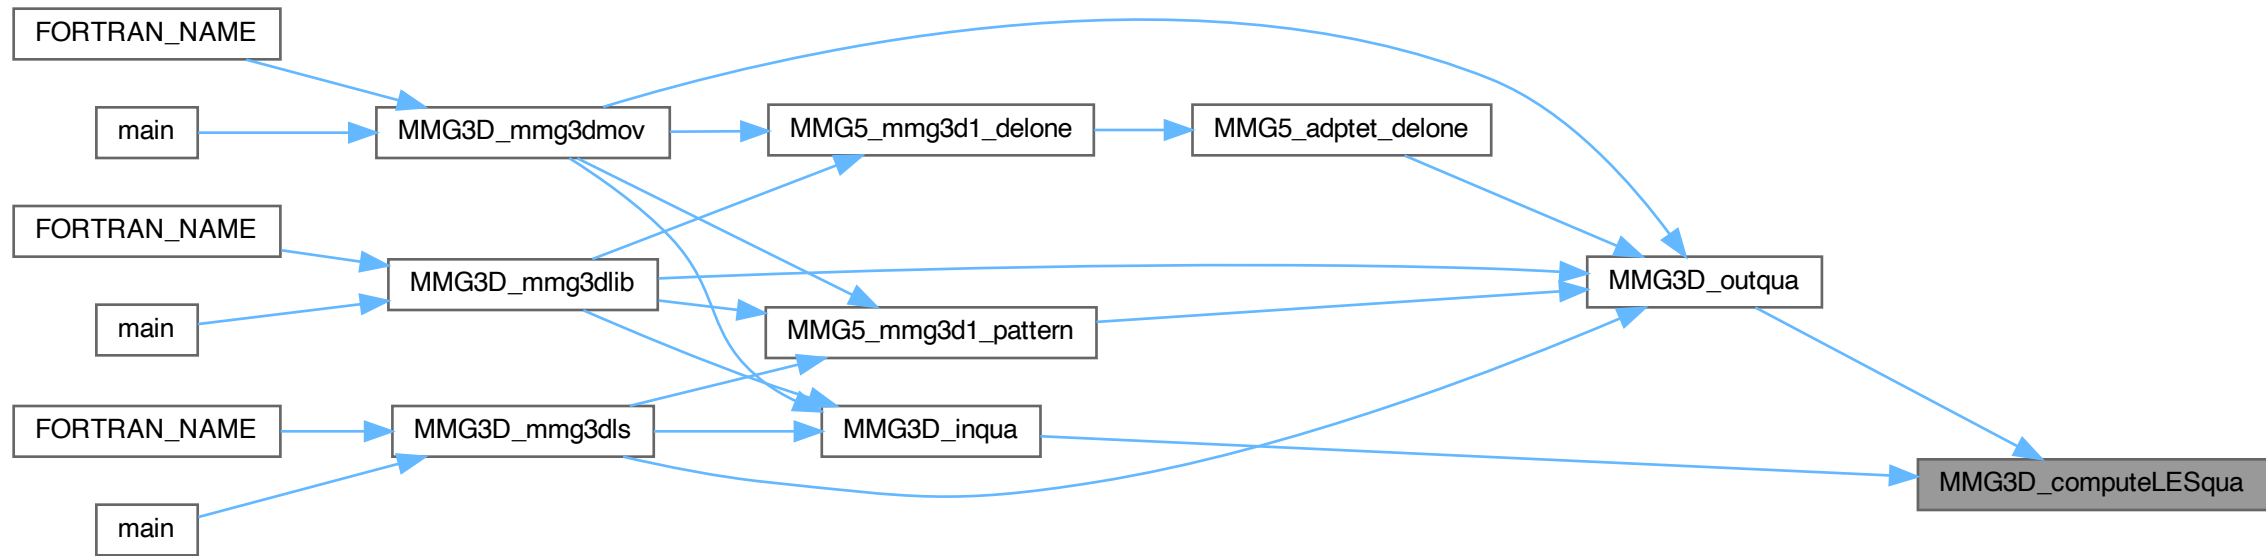 FORTRAN_NAME
main
MMG3D_mmg3dmov
MMG5_mmg3d1_delone
MMG5_adptet_delone
FORTRAN_NAME
main
MMG3D_mmg3dlib
MMG5_mmg3d1_pattern
MMG3D_outqua
FORTRAN_NAME
main
MMG3D_mmg3dls
MMG3D_inqua
MMG3D_computeLESqua